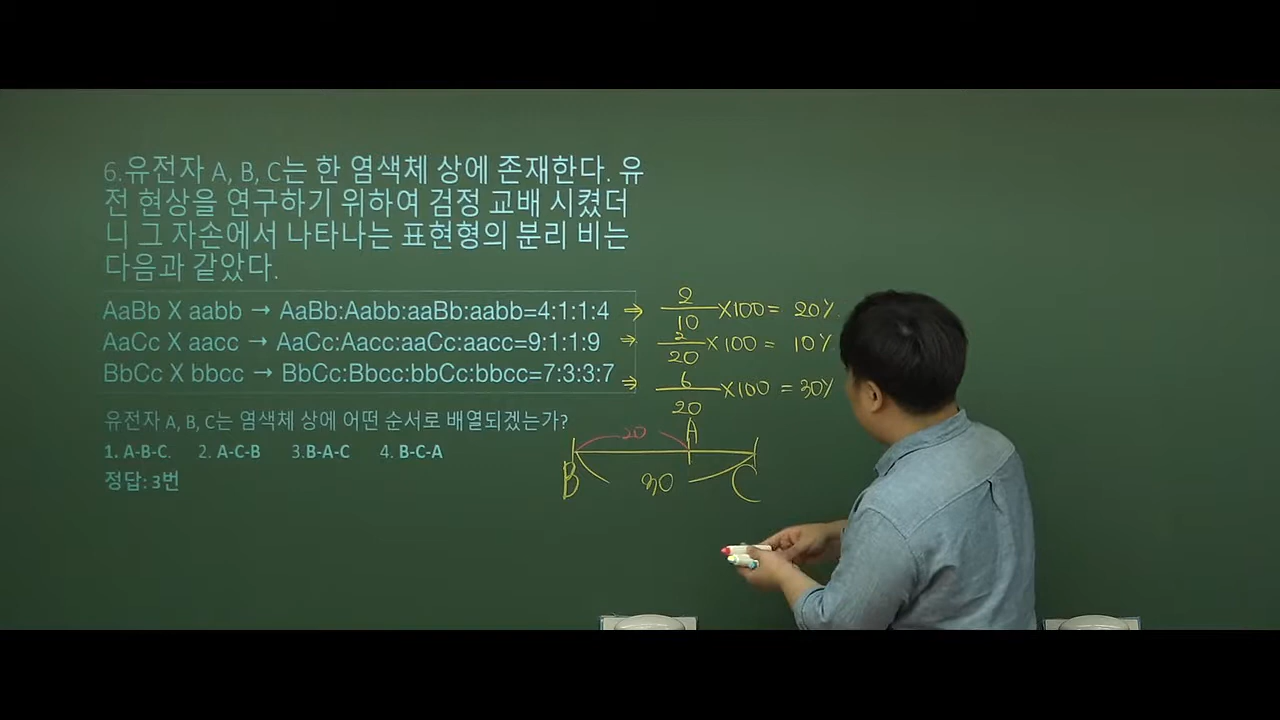 6.유전자 A, B, C는 한 염색체 상에 존재한다. 유
전 현상을 연구하기 위하여 검정 교배 시켰더
니 그 자손에서 나타나는 표현형의 분리 비는
다음과 같았다.
AaBb X aabb → AaBb:Aabb:aaBb:aabb=4:1:1:4 ⇒ 2/10 X100= 20%
AaCc X aacc → AaCc:Aacc:aaCc:aacc=9:1:1:9 ⇒ 2/20 X100 = 10%
BbCc X bbcc → BbCc:Bbcc:bbCc:bbcc=7:3:3:7 ⇒ 6/20 X100 = 30%
유전자 A, B, C는 염색체 상에 어떤 순서로 배열되겠는가?
1. A-B-C. 2. A-C-B 3.B-A-C 4. B-C-A
정답: 3번
20 A
B 30 C